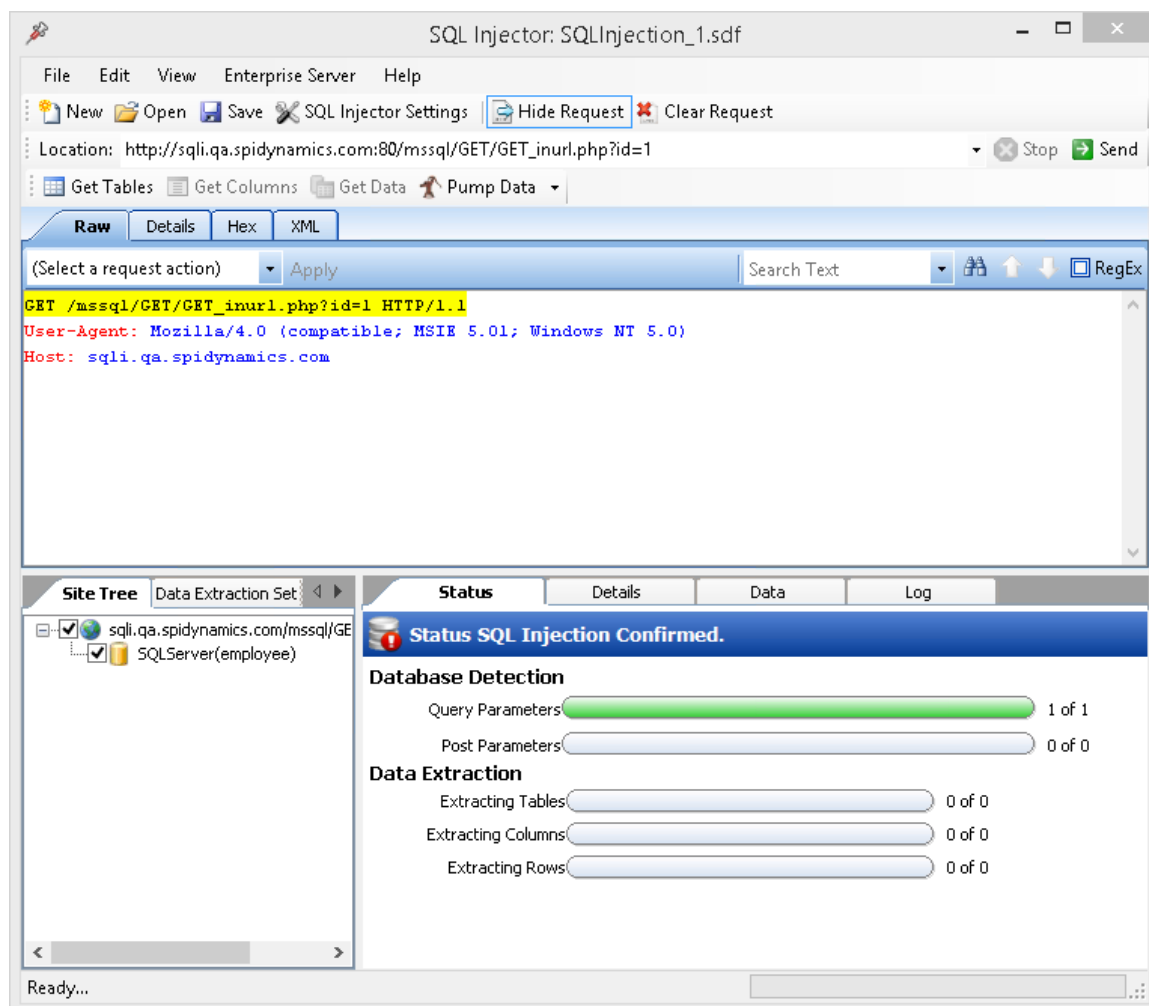 SQL Injector: SQLInjection_1.sdf
File Edit View Enterprise Server Help
New Open Save SQL Injector Settings Hide Request Clear Request
Location: http://sqli.qa.spidynamics.com:80/mssql/GET/GET_inurl.php?id=1 Stop Send
Get Tables Get Columns Get Data Pump Data
Raw Details Hex XML
(Select a request action) Apply Search Text RegEx
GET /mssql/GET/GET_inurl.php?id=1 HTTP/1.1
User-Agent: Mozilla/4.0 (compatible; MSIE 5.01; Windows NT 5.0)
Host: sqli.qa.spidynamics.com
Site Tree Data Extraction Set
sqli.qa.spidynamics.com/mssql/GE
SQLServer(employee)
Status Details Data Log
Status SQL Injection Confirmed.
Database Detection
Query Parameters 1 of 1
Post Parameters 0 of 0
Data Extraction
Extracting Tables 0 of 0
Extracting Columns 0 of 0
Extracting Rows 0 of 0
Ready...